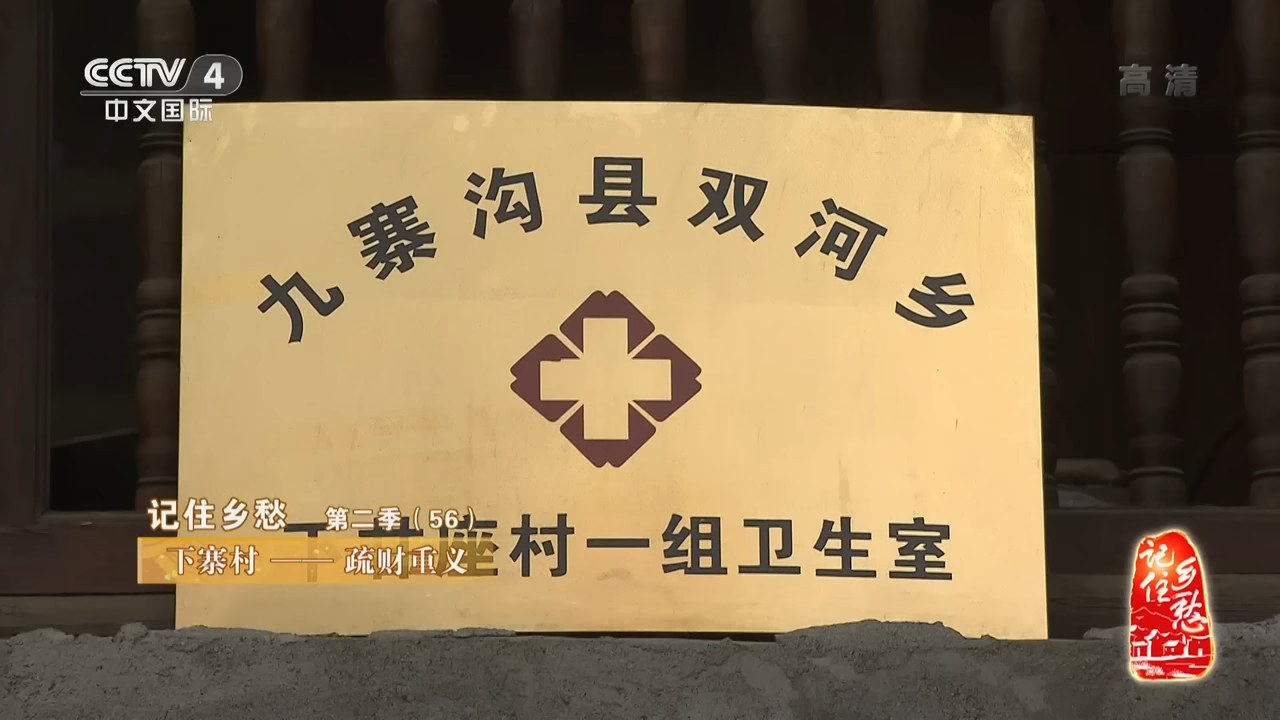 CCTV 4
中文国际
高清
九寨沟县双河乡
座村一组卫生室
记住乡愁 第二季（56）
下寨村 —— 疏财重义
记住乡愁